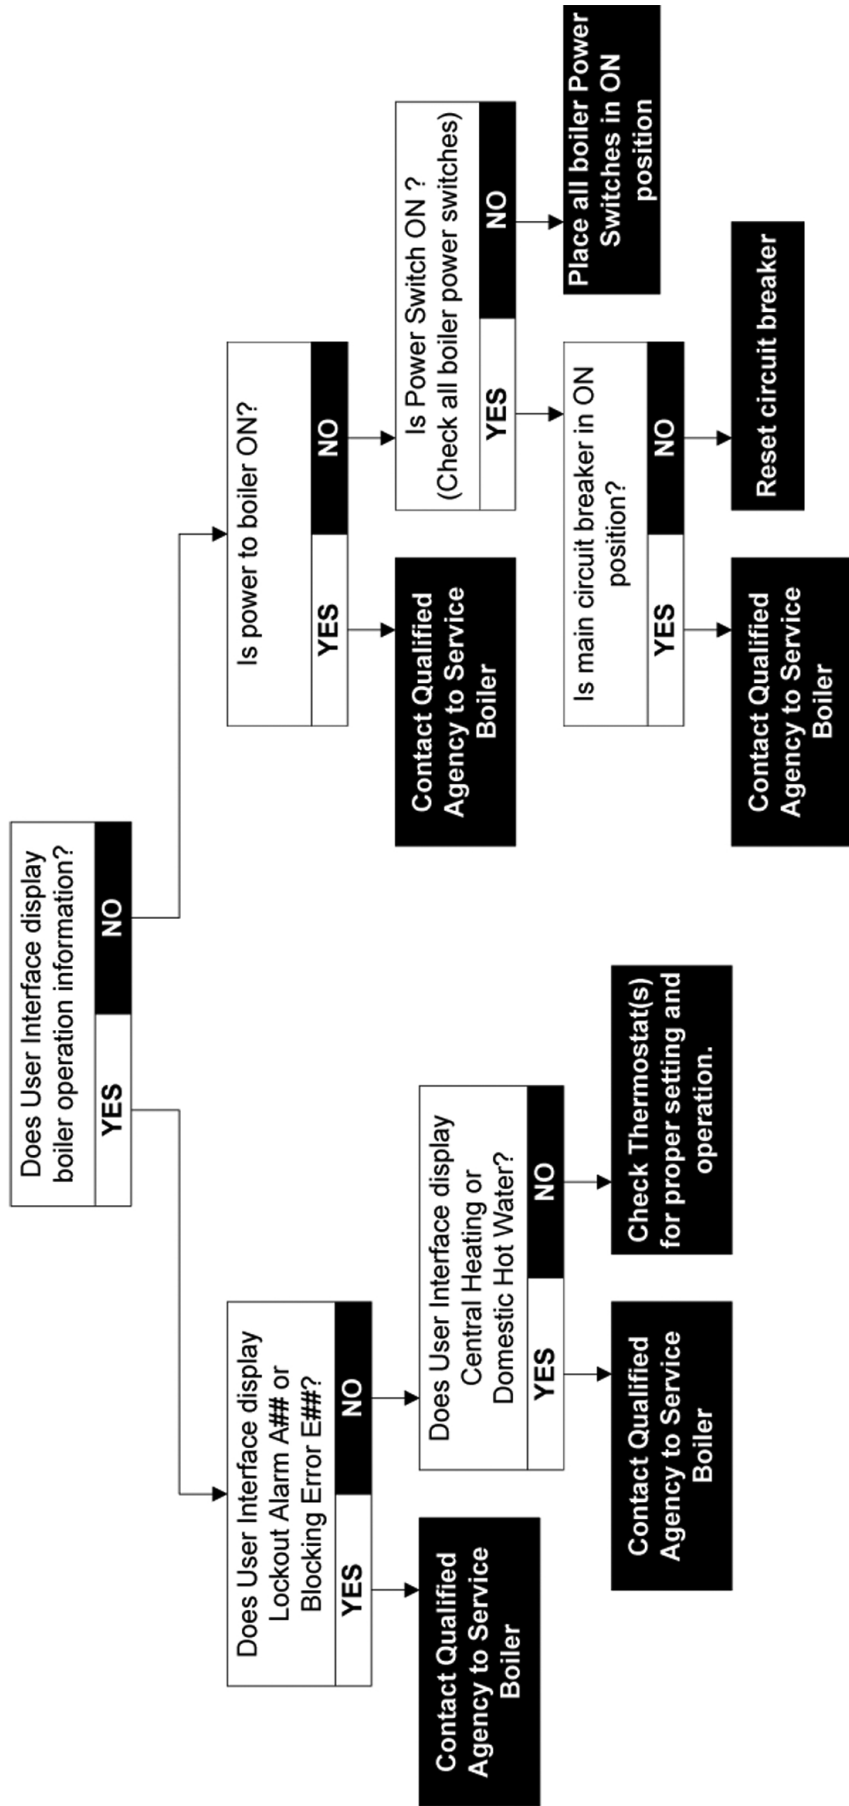 Does User Interface display
boiler operation information?
YES
NO
Does User Interface display
Lockout Alarm A## or
Blocking Error E##?
YES
NO
Contact Qualified
Agency to Service
Boiler
Does User Interface display
Central Heating or
Domestic Hot Water?
YES
NO
Contact Qualified
Agency to Service
Boiler
Check Thermostat(s)
for proper setting and
operation.
Is power to boiler ON?
YES
NO
Contact Qualified
Agency to Service
Boiler
Is Power Switch ON ?
(Check all boiler power switches)
YES
NO
Is main circuit breaker in ON
position?
YES
NO
Contact Qualified
Agency to Service
Boiler
Reset circuit breaker
Place all boiler Power
Switches in ON
position